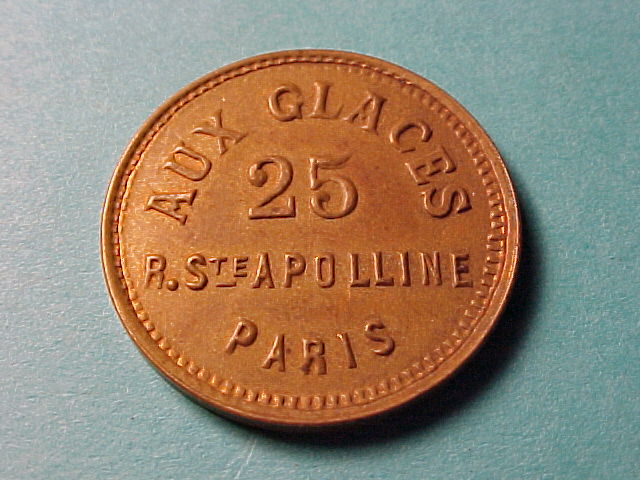 AUX GLACES
25
R. STE APOLLINE
PARIS